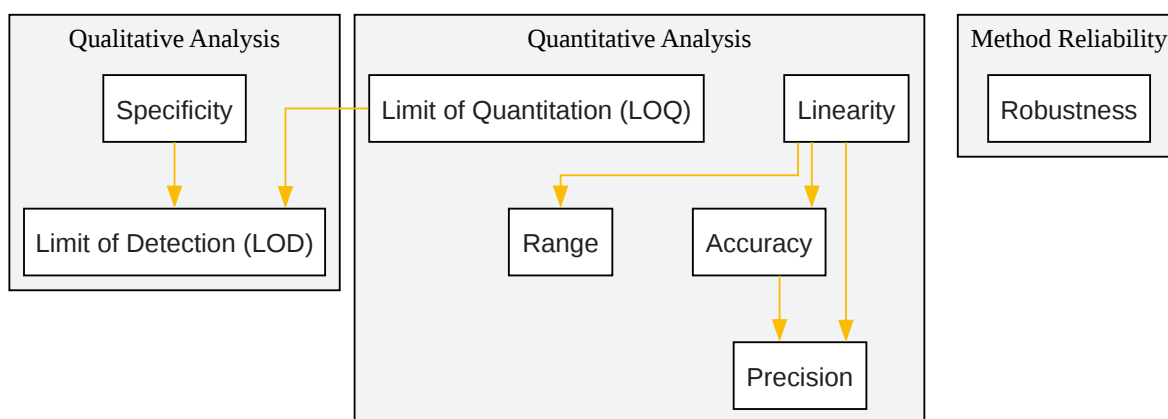 Qualitative Analysis
Specificity
Limit of Detection (LOD)
Quantitative Analysis
Limit of Quantitation (LOQ)
Linearity
Range
Accuracy
Precision
Method Reliability
Robustness